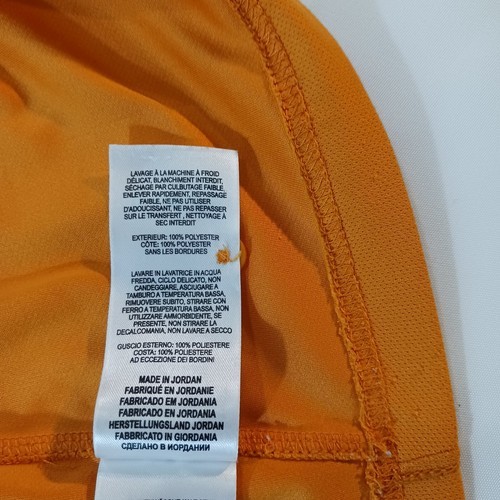 LAVAGE À LA MACHINE À FROID
DÉLICAT, BLANCHIMENT INTERDIT,
SÉCHAGE PAR CULBUTAGE FAIBLE
ENLEVER RAPIDEMENT, REPASSAGE
FAIBLE, NE PAS UTILISER
D'ADOUCISSANT, NE PAS REPASSER
SUR LE TRANSFERT , NETTOYAGE À
SEC INTERDIT
EXTERIEUR: 100% POLYESTER
CÔTE: 100% POLYESTER
SANS LES BORDURES
LAVARE IN LAVATRICE IN ACQUA
FREDDA, CICLO DELICATO, NON
CANDEGGIARE, ASCIUGARE A
TAMBURO A TEMPERATURA BASSA,
RIMUOVERE SUBITO, STIRARE CON
FERRO A TEMPERATURA BASSA, NON
UTILIZZARE AMMORBIDENTE, SE
PRESENTE, NON STIRARE LA
DECALCOMANIA, NON LAVARE A SECCO
GUSCIO ESTERNO: 100% POLIESTERE
COSTA: 100% POLIESTERE
AD ECCEZIONE DEI BORDINI
MADE IN JORDAN
FABRIQUÉ EN JORDANIE
FABRICADO EM JORDANIA
FABRICADO EN JORDANIA
HERSTELLUNGSLAND JORDAN
FABBRICATO IN GIORDANIA
СДЕЛАНО В ИОРДАНИИ